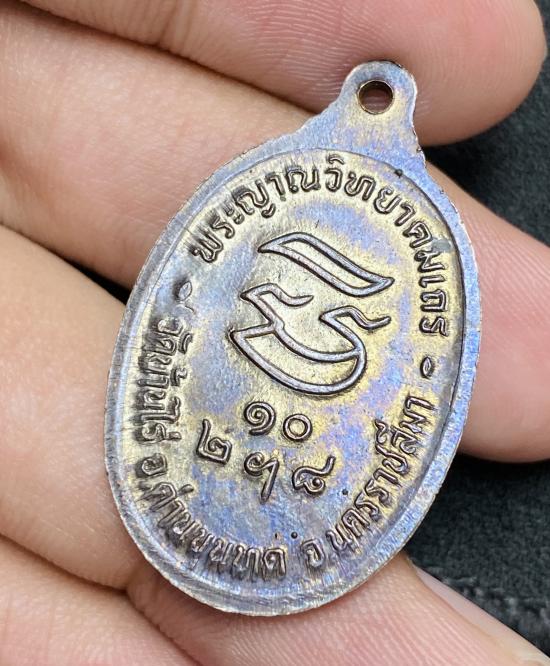 พระญาณวิทยาคมเถร
๑๐
๒ ฯ ๘
วัดบ้านไร่ อ.ด่านขุนทด จ.นครราชสีมา